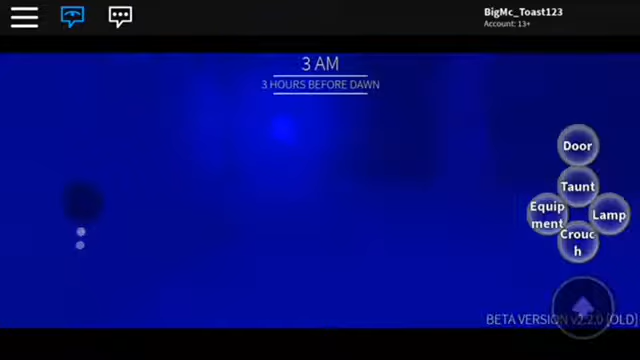 BigMc_Toast123
Account: 13+
3 AM
3 HOURS BEFORE DAWN
Door
Taunt
Equip
ment
Lamp
Crouc
h
BETA VERSION v2.2.0 [OLD]